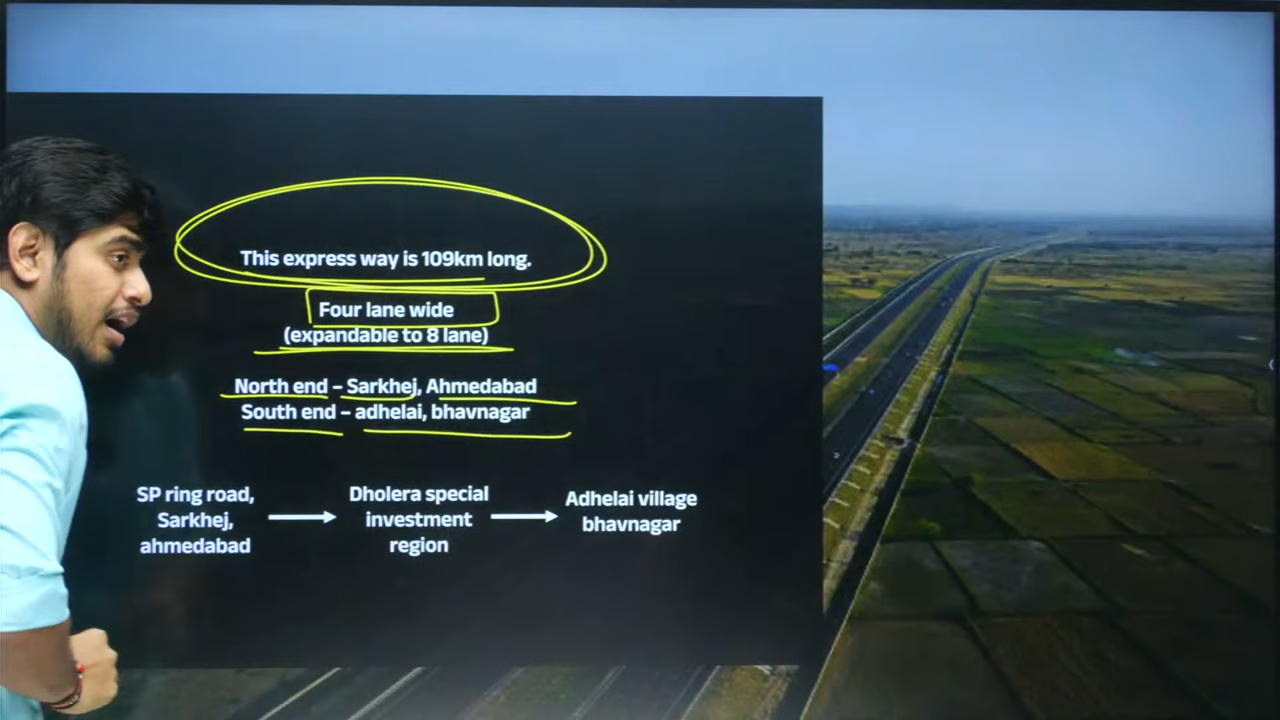 This express way is 109km long.
Four lane wide
(expandable to 8 lane)
North end – Sarkhej, Ahmedabad
South end – adhelai, bhavnagar
SP ring road,
Sarkhej,
ahmedabad
Dholera special
investment
region
Adhelai village
bhavnagar